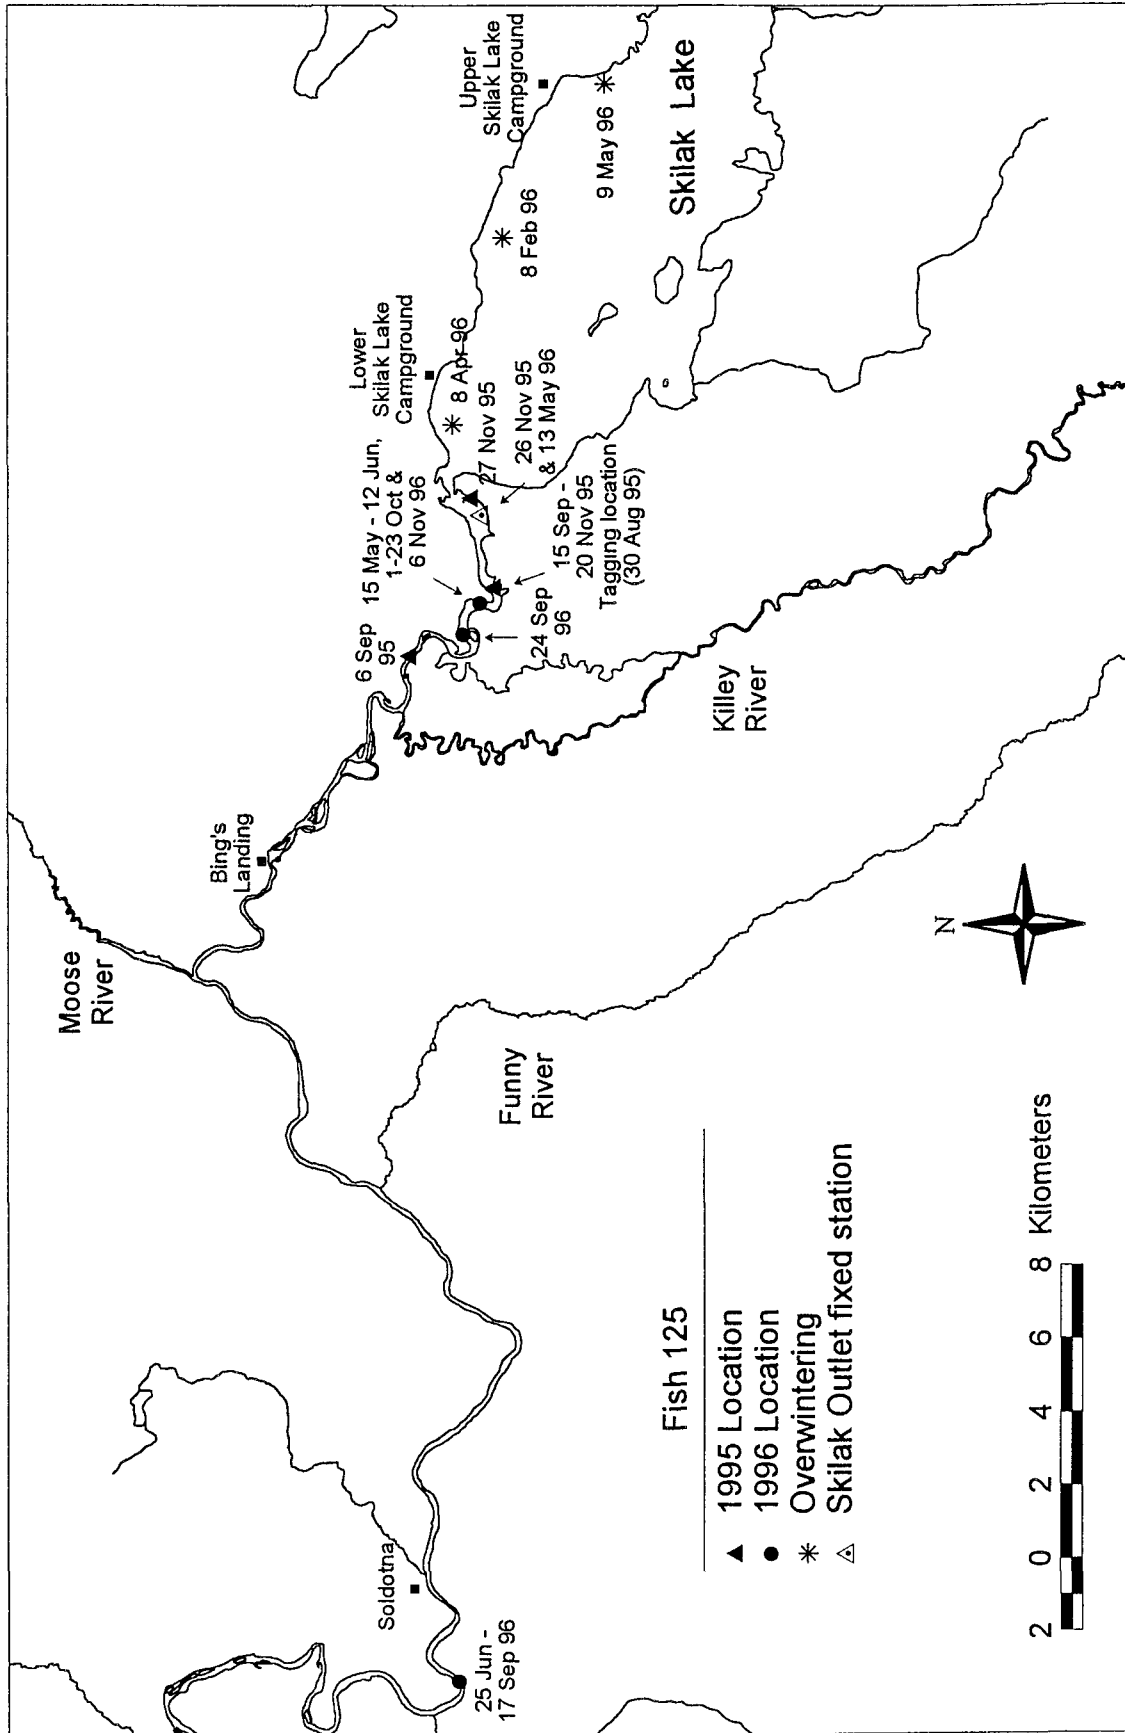 Upper
Skilak Lake
Campground
9 May 96
Skilak Lake
8 Feb 96
Lower
Skilak Lake
Campground
8 Apr 96
27 Nov 95
26 Nov 95
& 13 May 96
15 May - 12 Jun,
1-23 Oct &
6 Nov 96
15 Sep -
20 Nov 95
Tagging location
(30 Aug 95)
24 Sep
96
6 Sep
95
Killey
River
Bing's
Landing
Moose
River
Funny
River
N
Soldotna
25 Jun -
17 Sep 96
Fish 125
1995 Location
1996 Location
Overwintering
Skilak Outlet fixed station
2 0 2 4 6 8 Kilometers